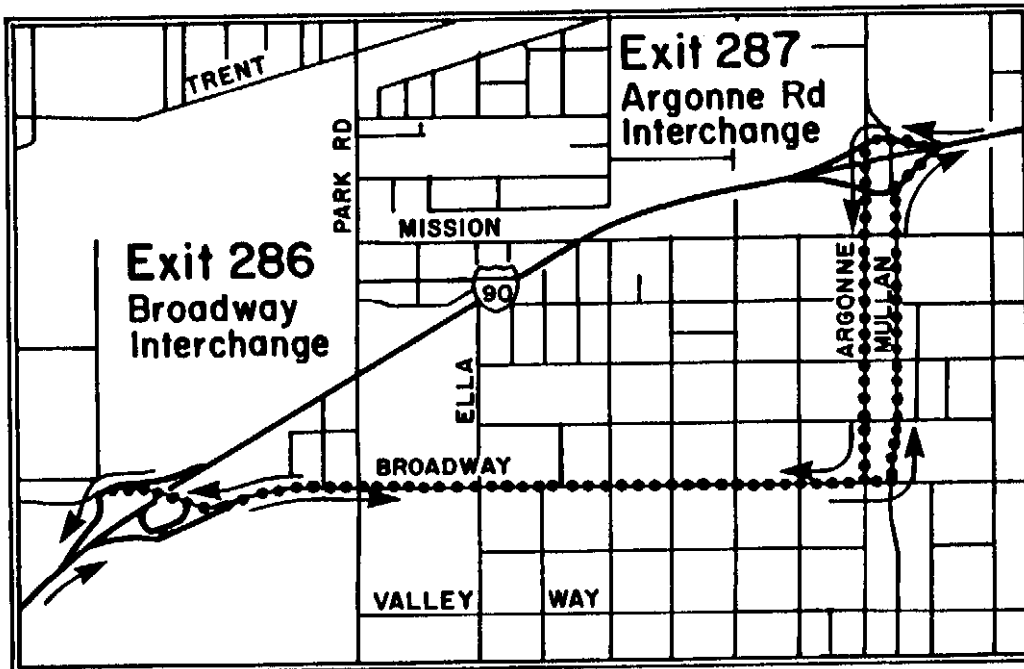 TRENT
Exit 287
Argonne Rd
Interchange
PARK RD
MISSION
Exit 286
Broadway
Interchange
90
ARGONNE
MULLAN
ELLA
BROADWAY
VALLEY WAY